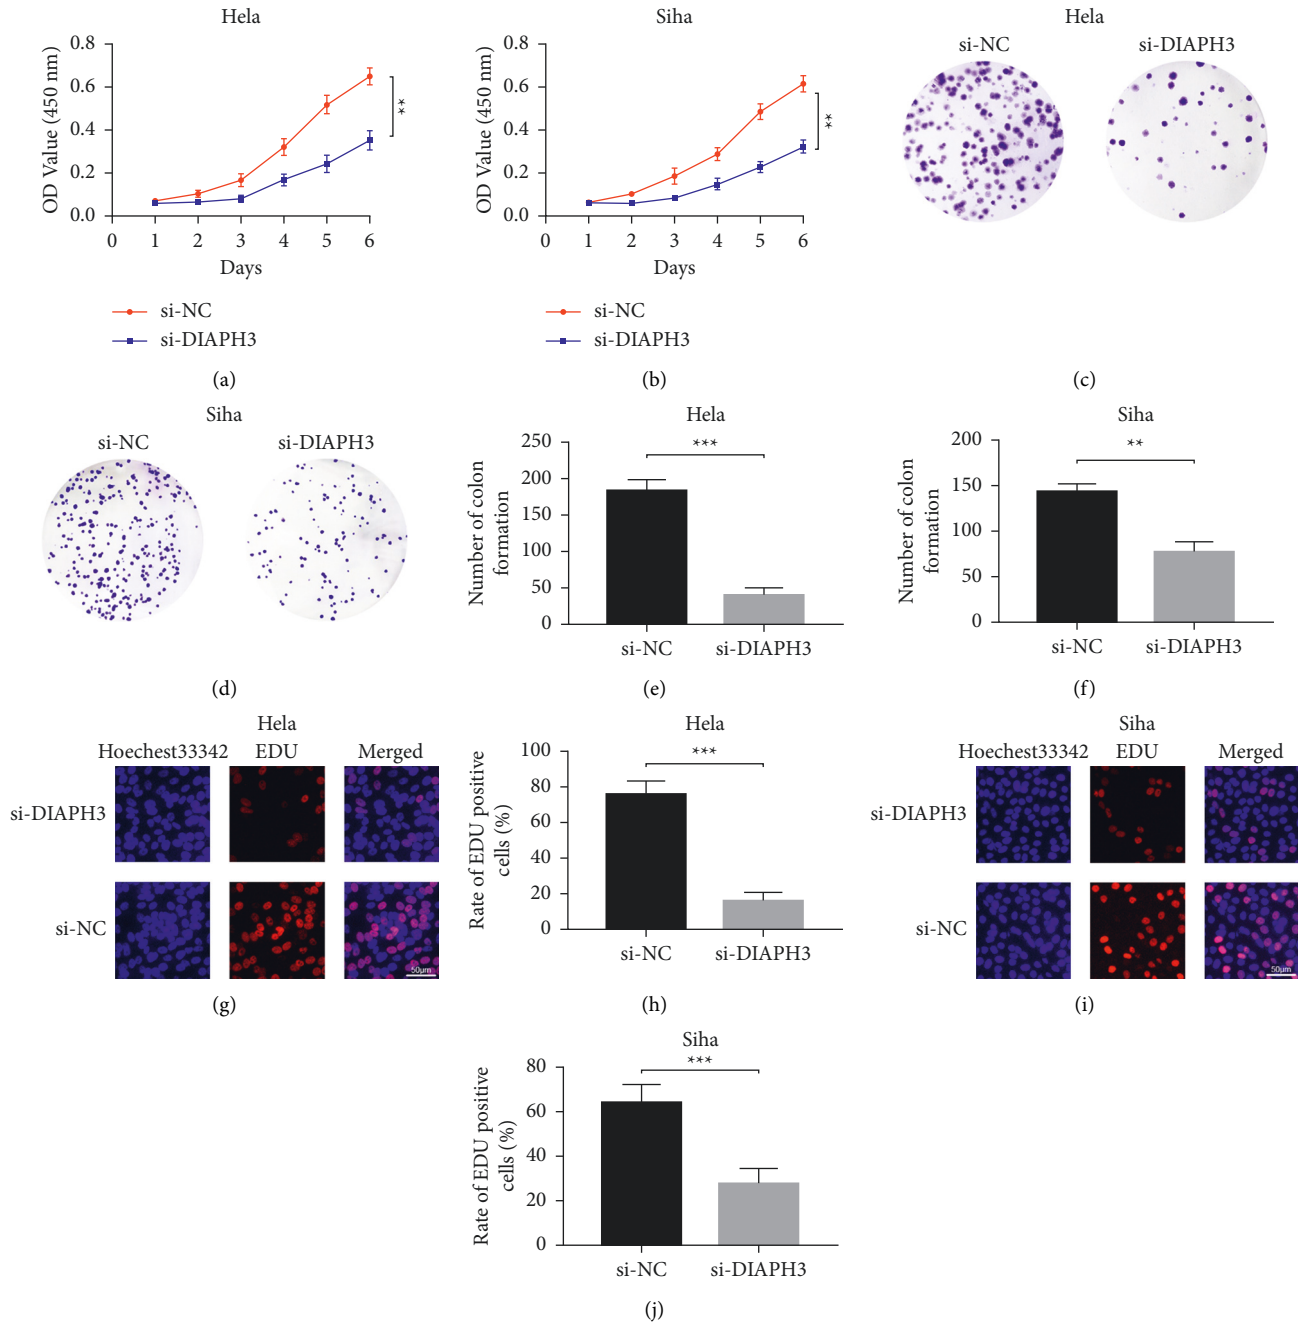 Hela
OD Value (450 nm)
0.8
0.6
0.4
0.2
0.0
0 1 2 3 4 5 6
Days
**
si-NC
si-DIAPH3
(a)
Siha
OD Value (450 nm)
0.8
0.6
0.4
0.2
0.0
0 1 2 3 4 5 6
Days
**
si-NC
si-DIAPH3
(b)
Hela
si-NC si-DIAPH3
(c)
Siha
si-NC si-DIAPH3
(d)
Hela
Number of colon
formation
250
200
150
100
50
0
***
si-NC si-DIAPH3
(e)
Siha
Number of colon
formation
200
150
100
50
0
**
si-NC si-DIAPH3
(f)
Hela
Hoechest33342 EDU Merged
si-DIAPH3
si-NC
50μm
(g)
Hela
Rate of EDU positive
cells (%)
100
80
60
40
20
0
***
si-NC si-DIAPH3
(h)
Siha
Hoechest33342 EDU Merged
si-DIAPH3
si-NC
50μm
(i)
Siha
Rate of EDU positive
cells (%)
80
60
40
20
0
***
si-NC si-DIAPH3
(j)